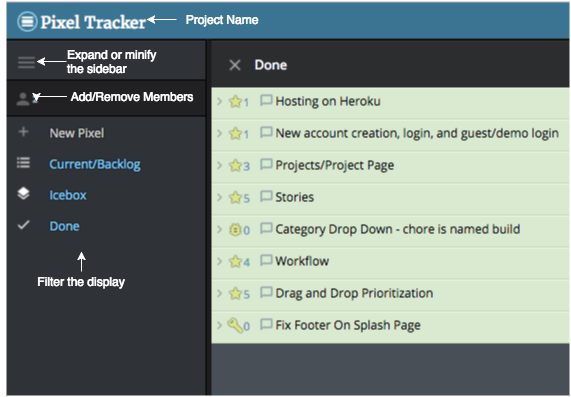 Pixel Tracker
Project Name
Expand or minify
the sidebar
Add/Remove Members
New Pixel
Current/Backlog
Icebox
Done
Filter the display
Done
1 Hosting on Heroku
1 New account creation, login, and guest/demo login
3 Projects/Project Page
5 Stories
0 Category Drop Down - chore is named build
4 Workflow
5 Drag and Drop Prioritization
0 Fix Footer On Splash Page